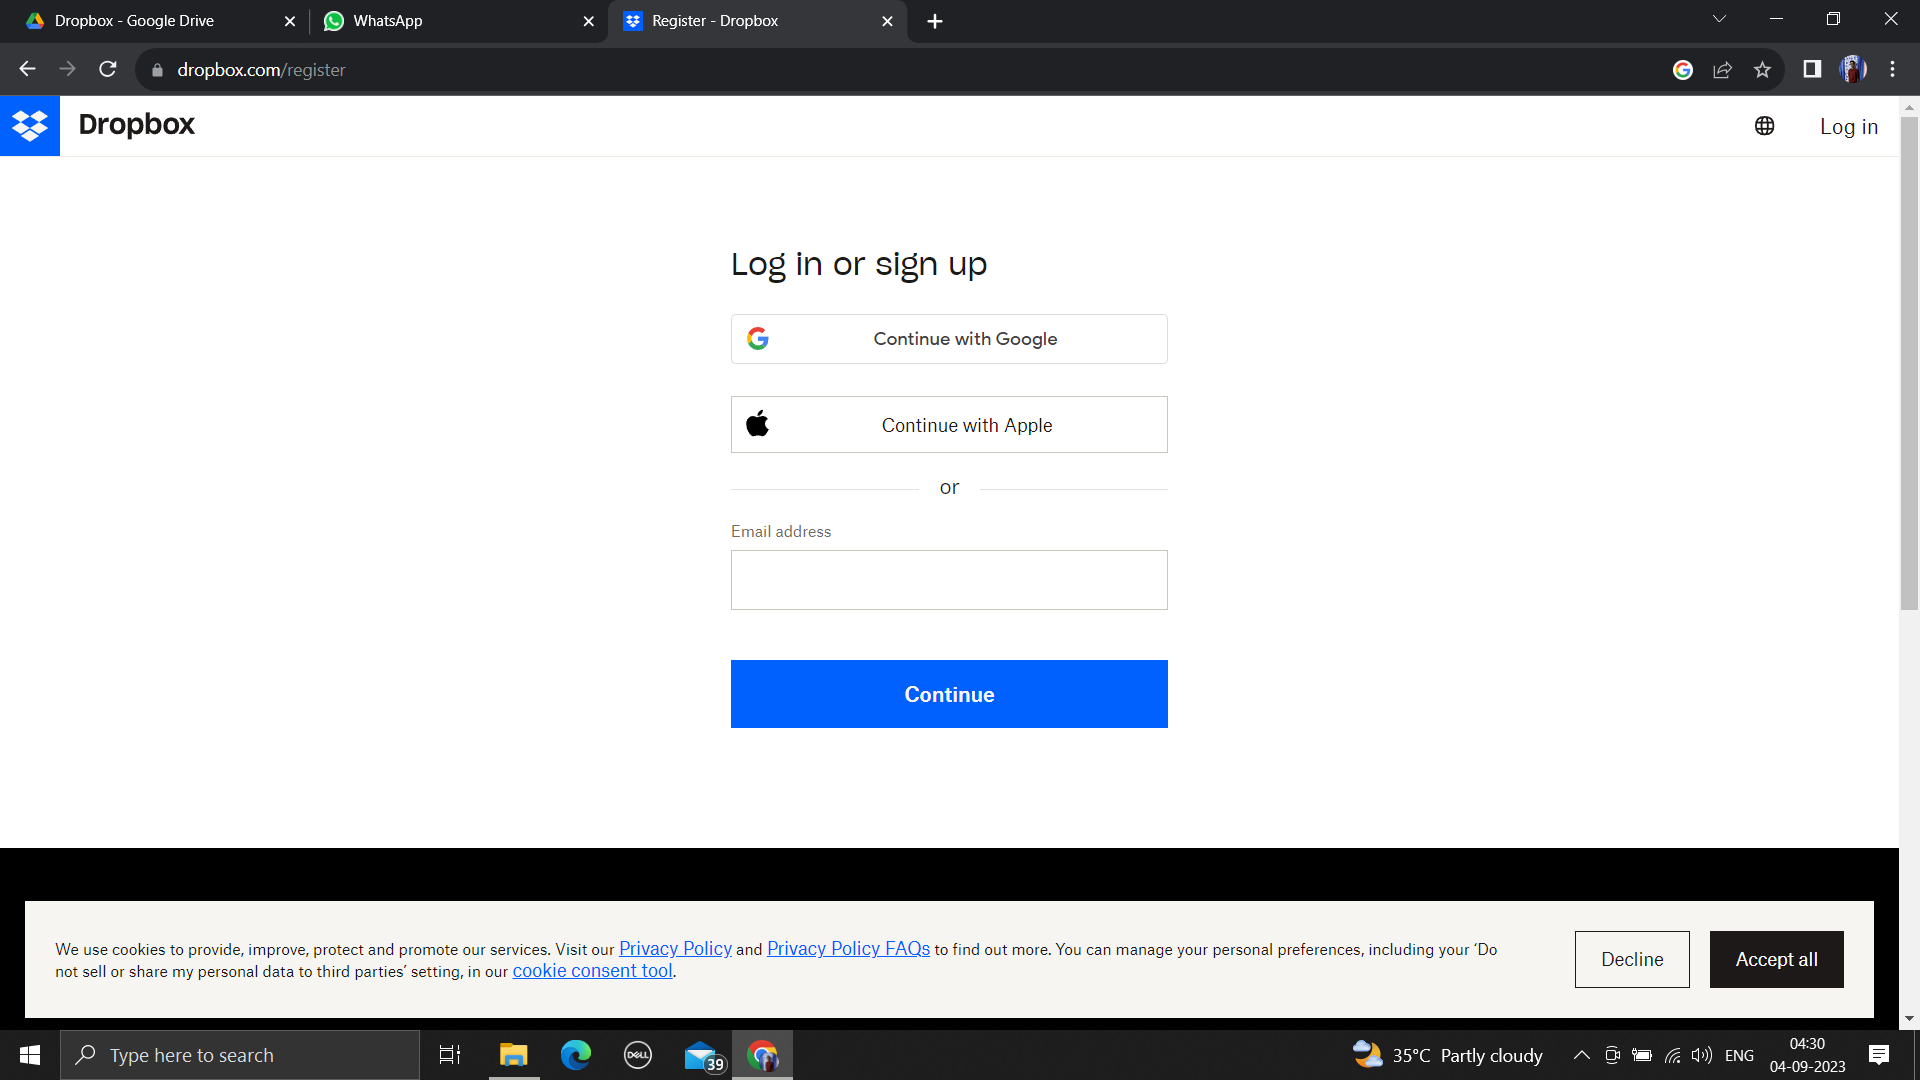 Dropbox - Google Drive
WhatsApp
Register - Dropbox
dropbox.com/register
Dropbox
Log in
Log in or sign up
Continue with Google
Continue with Apple
or
Email address
Continue
We use cookies to provide, improve, protect and promote our services. Visit our Privacy Policy and Privacy Policy FAQs to find out more. You can manage your personal preferences, including your ‘Do
not sell or share my personal data to third parties’ setting, in our cookie consent tool.
Decline
Accept all
Type here to search
DELL
39
35°C Partly cloudy
ENG
04:30
04-09-2023